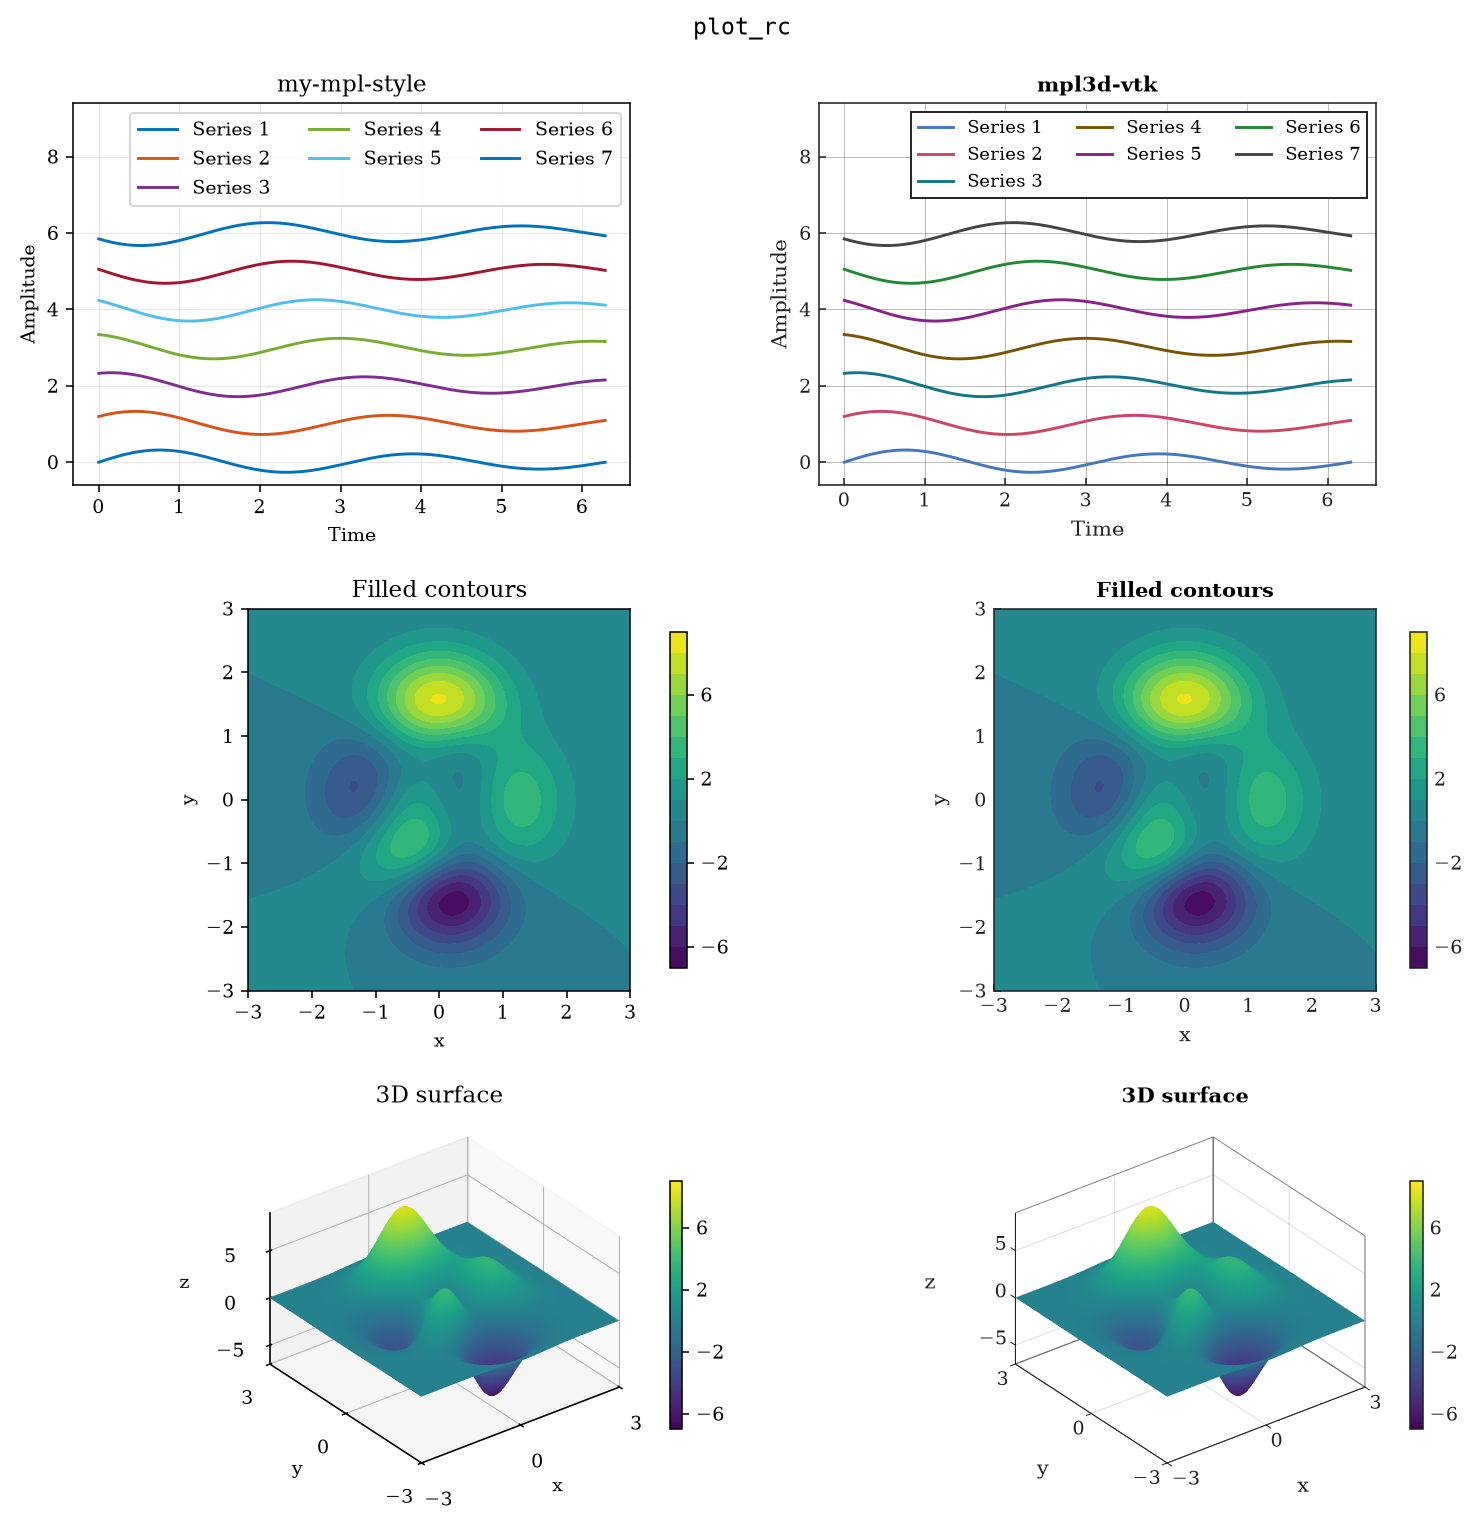 plot_rc
my-mpl-style
Series 1 Series 4 Series 6
Series 2 Series 5 Series 7
Series 3
8
6
4
2
0
Amplitude
0 1 2 3 4 5 6
Time
mpl3d-vtk
Series 1 Series 4 Series 6
Series 2 Series 5 Series 7
Series 3
8
6
4
2
0
Amplitude
0 1 2 3 4 5 6
Time
Filled contours
3
2
1
0
−1
−2
−3
y
−3 −2 −1 0 1 2 3
x
6
2
−2
−6
Filled contours
3
2
1
0
−1
−2
−3
y
−3 −2 −1 0 1 2 3
x
6
2
−2
−6
3D surface
5
0
−5
z
3
0
−3
y
−3
0
3
x
6
2
−2
−6
3D surface
5
0
−5
z
3
0
−3
y
−3
0
3
x
6
2
−2
−6